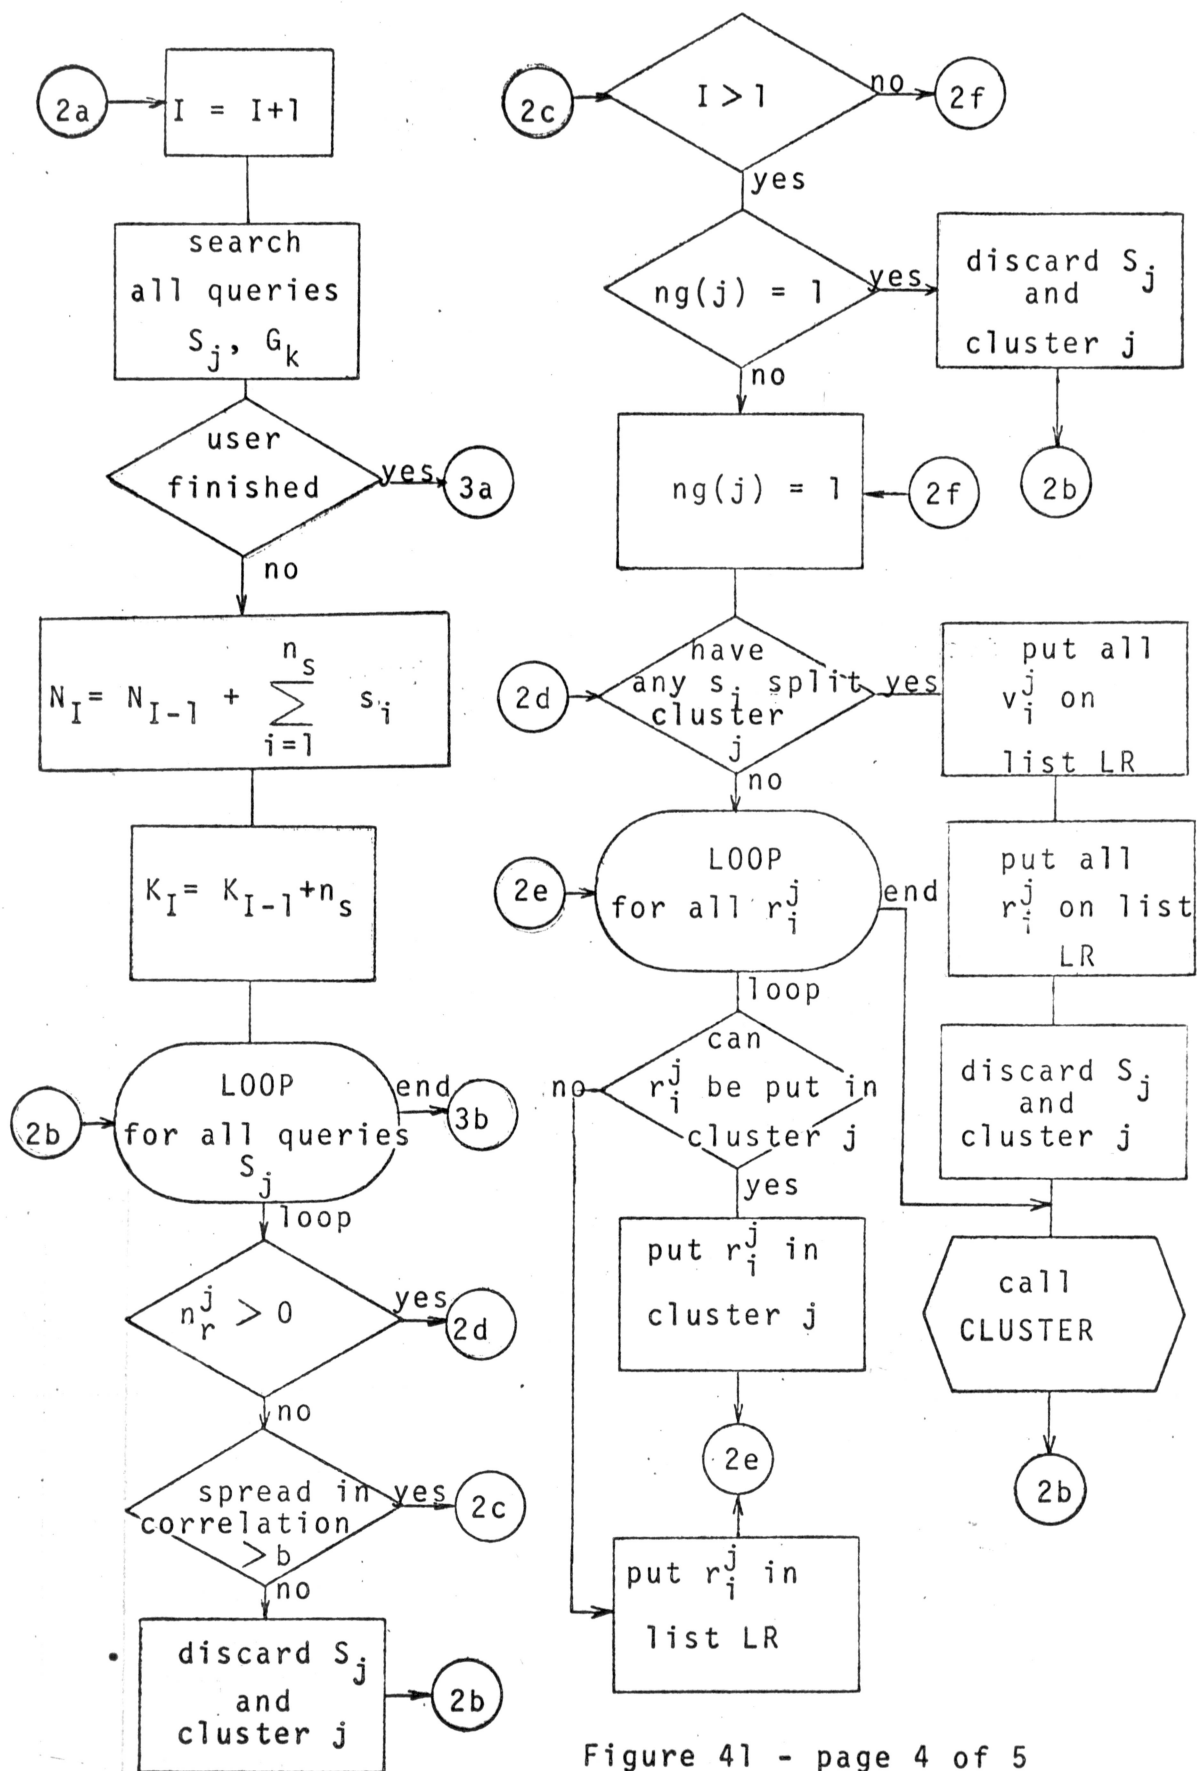 2a
I = I+1
search
all queries
S_j, G_k
user
finished
yes
3a
no
N_I = N_{I-1} + \sum_{i=1}^{n_s} s_i
K_I = K_{I-1}+n_s
2b
LOOP
for all queries
S_j
end
3b
loop
n_r^j > 0
yes
2d
no
spread in
correlation
> b
yes
2c
no
discard S_j
and
cluster j
2b
2c
I > 1
no
2f
yes
ng(j) = 1
yes
discard S_j
and
cluster j
2b
no
ng(j) = 1
2f
2d
have
any s_i split
cluster
j
yes
put all
v_i^j on
list LR
put all
r_i^j on list
LR
discard S_j
and
cluster j
no
2e
LOOP
for all r_i^j
end
loop
can
r_i^j be put in
cluster j
no
yes
put r_i^j in
cluster j
2e
put r_i^j in
list LR
call
CLUSTER
2b
Figure 41 - page 4 of 5